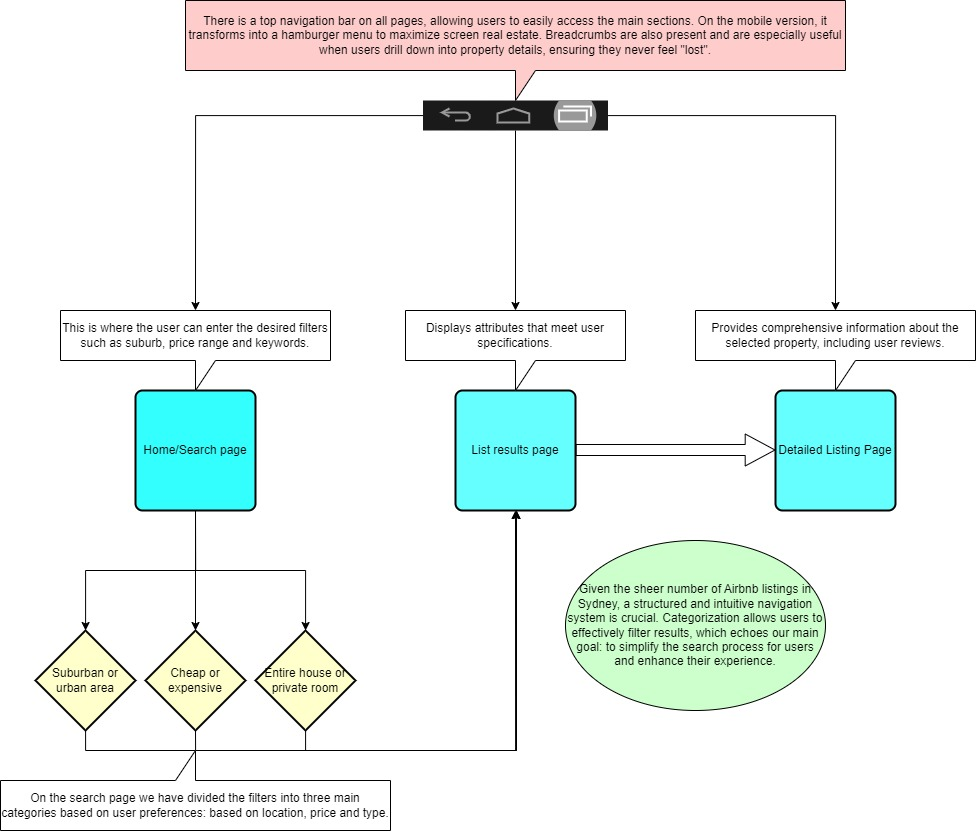 There is a top navigation bar on all pages, allowing users to easily access the main sections. On the mobile version, it
transforms into a hamburger menu to maximize screen real estate. Breadcrumbs are also present and are especially useful
when users drill down into property details, ensuring they never feel "lost".
This is where the user can enter the desired filters
such as suburb, price range and keywords.
Displays attributes that meet user
specifications.
Provides comprehensive information about the
selected property, including user reviews.
Home/Search page
List results page
Detailed Listing Page
Given the sheer number of Airbnb listings in
Sydney, a structured and intuitive navigation
system is crucial. Categorization allows users to
effectively filter results, which echoes our main
goal: to simplify the search process for users
and enhance their experience.
Suburban or
urban area
Cheap or
expensive
Entire house or
private room
On the search page we have divided the filters into three main
categories based on user preferences: based on location, price and type.